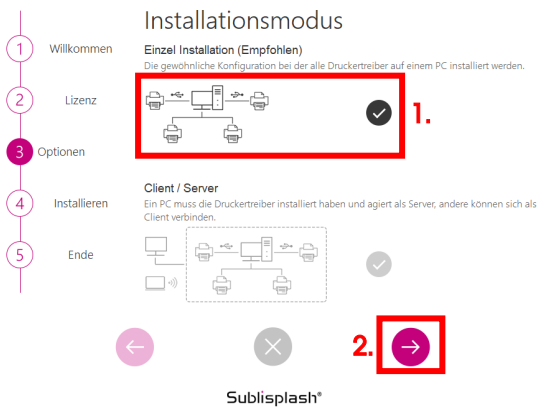 Installationsmodus
1 Willkommen
Einzel Installation (Empfohlen)
Die gewöhnliche Konfiguration bei der alle Druckertreiber auf einem PC installiert werden.
2 Lizenz
1.
3 Optionen
Client / Server
4 Installieren
Ein PC muss die Druckertreiber installiert haben und agiert als Server, andere können sich als
Client verbinden.
5 Ende
2.
Sublisplash®